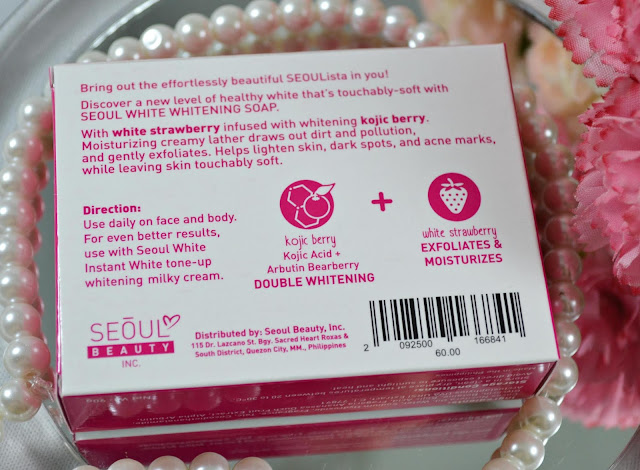 Bring out the effortlessly beautiful SEOULista in you!
Discover a new level of healthy white that's touchably-soft with
SEOUL WHITE WHITENING SOAP.
With white strawberry infused with whitening kojic berry.
Moisturizing creamy lather draws out dirt and pollution,
and gently exfoliates. Helps lighten skin, dark spots, and acne marks,
while leaving skin touchably soft.
Direction:
Use daily on face and body.
For even better results,
use with Seoul White
Instant White tone-up
whitening milky cream.
kojic berry
Kojic Acid +
Arbutin Bearberry
DOUBLE WHITENING
+
white strawberry
EXFOLIATES &
MOISTURIZES
SEOUL
BEAUTY
INC.
Distributed by: Seoul Beauty, Inc.
115 Dr. Lazcano St. Bgy. Sacred Heart Roxas &
South District, Quezon City, MM., Philippines
2 092500 166841
60.00